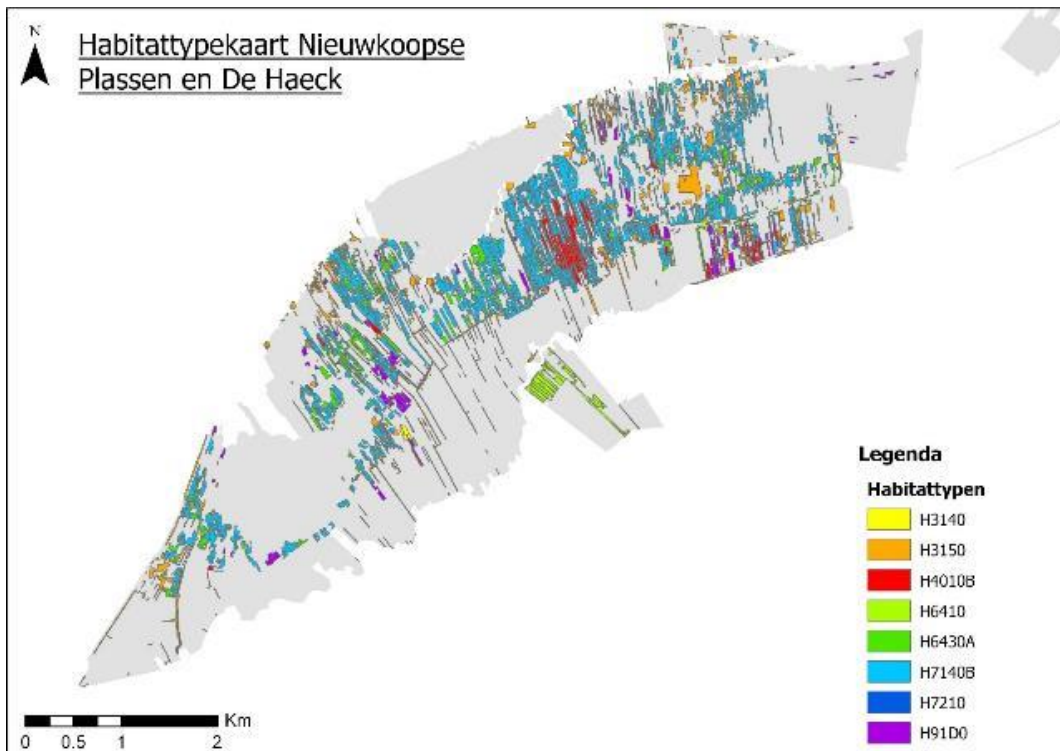 N
Habitattypekaart Nieuwkoopse
Plassen en De Haeck
Legenda
Habitattypen
H3140
H3150
H4010B
H6410
H6430A
H7140B
H7210
H91D0
Km
0 0.5 1 2